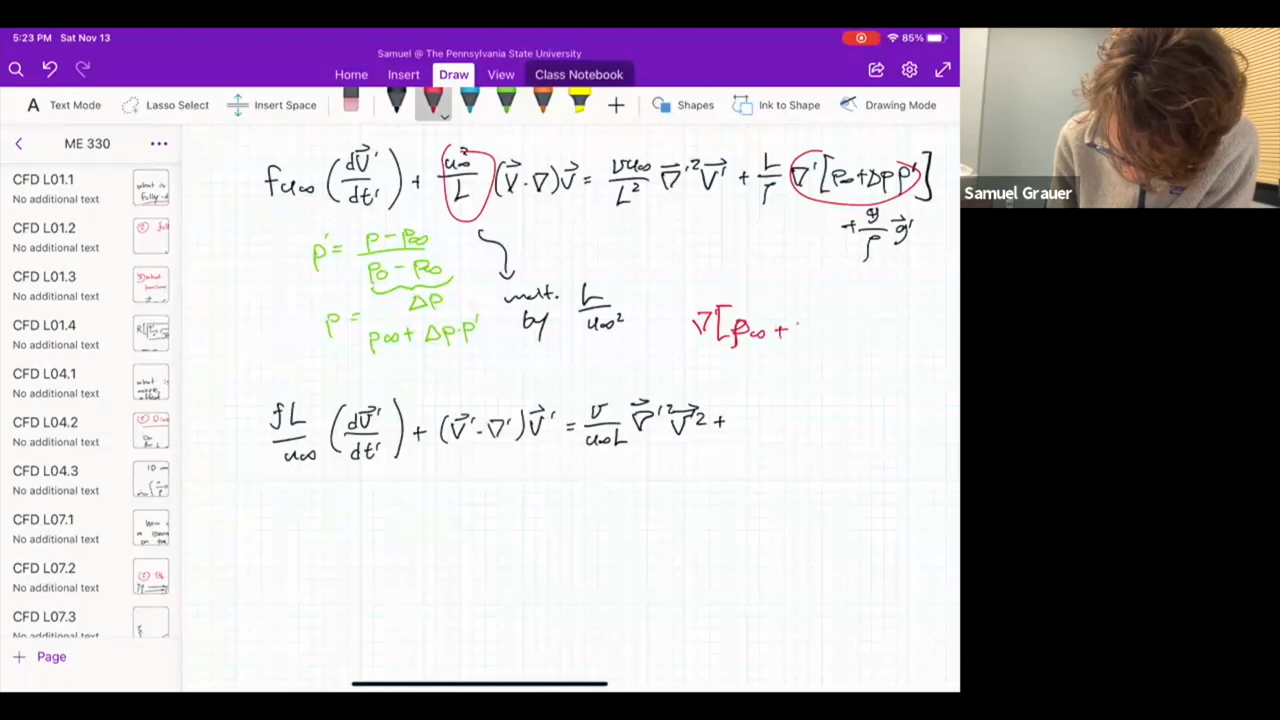 5:23 PM Sat Nov 13
85%
Samuel @ The Pennsylvania State University
Home Insert Draw View Class Notebook
A Text Mode Lasso Select Insert Space + Shapes Ink to Shape Drawing Mode
ME 330
CFD L01.1
No additional text
CFD L01.2
No additional text
CFD L01.3
No additional text
CFD L01.4
No additional text
CFD L04.1
No additional text
CFD L04.2
No additional text
CFD L04.3
No additional text
CFD L07.1
No additional text
CFD L07.2
No additional text
CFD L07.3
No additional text
+ Page
fu∞ (dV⃗'/dt') + u∞²/L (V⃗·∇)V⃗ = νu∞/L² ∇⃗'²V⃗' + L/ρ ∇'[p∞+Δp p']]
+ g/ρ g⃗'
p' = p-p∞/p0-p∞
Δp
p = p∞+Δp·p'
mult. by L/u∞²
∇'[p∞ +
fL/u∞ (dV⃗'/dt') + (V⃗'·∇')V⃗' = ν/u∞L ∇⃗'²V⃗2 +
Samuel Grauer